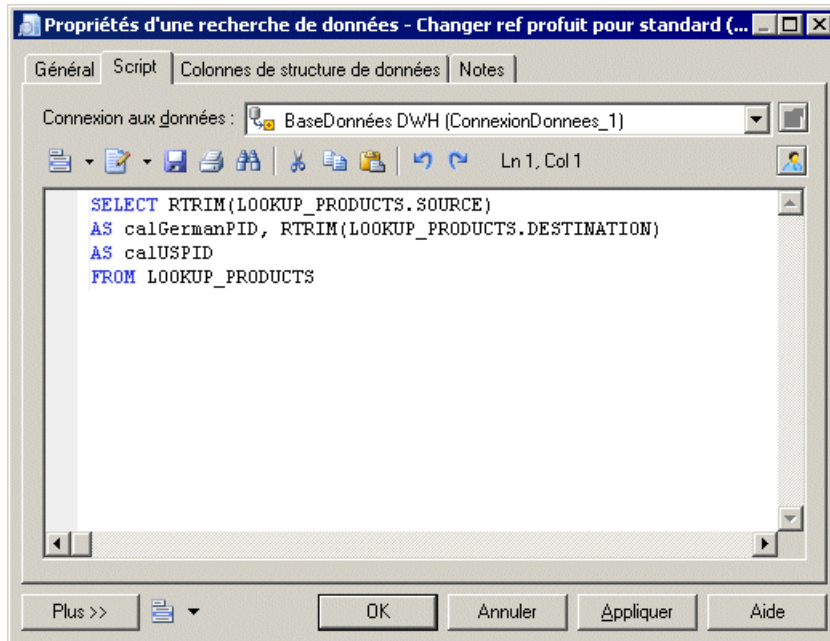 Propriétés d'une recherche de données - Changer ref profuit pour standard (...
Général Script Colonnes de structure de données Notes
Connexion aux données : BaseDonnées DWH (ConnexionDonnees_1)
Ln 1, Col 1
SELECT RTRIM(LOOKUP_PRODUCTS.SOURCE)
AS calGermanPID, RTRIM(LOOKUP_PRODUCTS.DESTINATION)
AS calUSPID
FROM LOOKUP_PRODUCTS
Plus >> OK Annuler Appliquer Aide